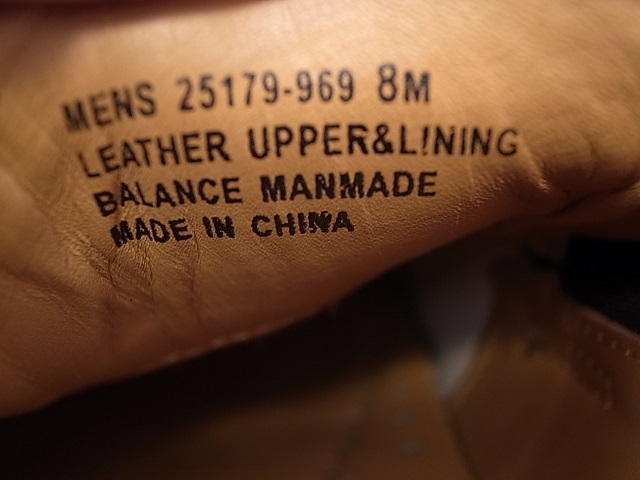 MENS 25179-969 8M
LEATHER UPPER&LINING
BALANCE MANMADE
MADE IN CHINA